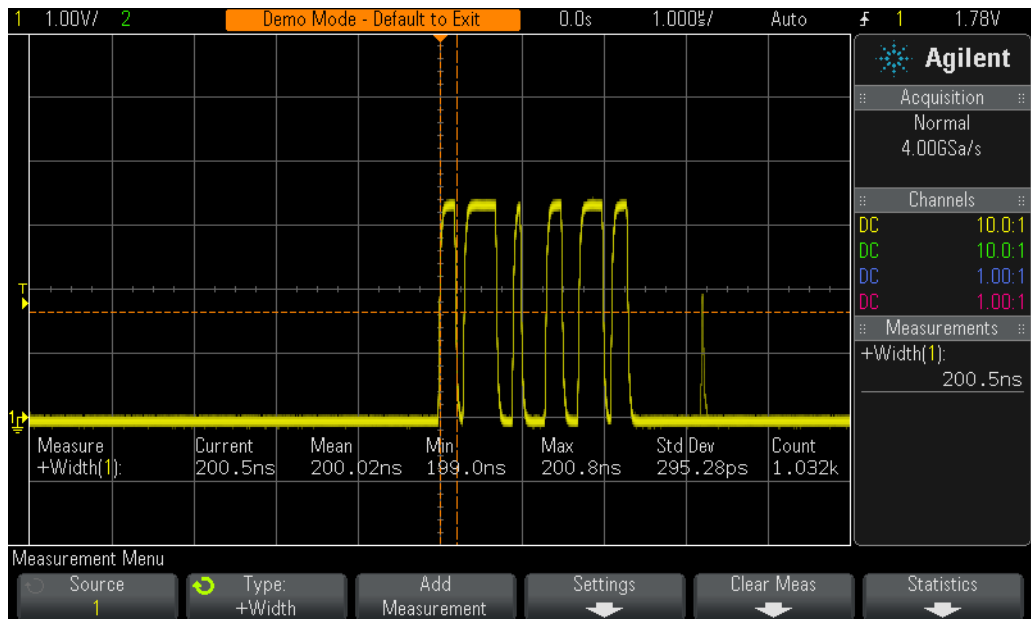 1 1.00V/ 2 Demo Mode - Default to Exit 0.0s 1.000µs/ Auto 1 1.78V
Agilent
Acquisition
Normal
4.00GSa/s
Channels
DC 10.0:1
DC 10.0:1
DC 1.00:1
DC 1.00:1
Measurements
+Width(1):
200.5ns
T
1
Measure Current Mean Min Max Std Dev Count
+Width(1): 200.5ns 200.02ns 199.0ns 200.8ns 295.28ps 1.032k
Measurement Menu
Source
1
Type:
+Width
Add
Measurement
Settings
Clear Meas
Statistics